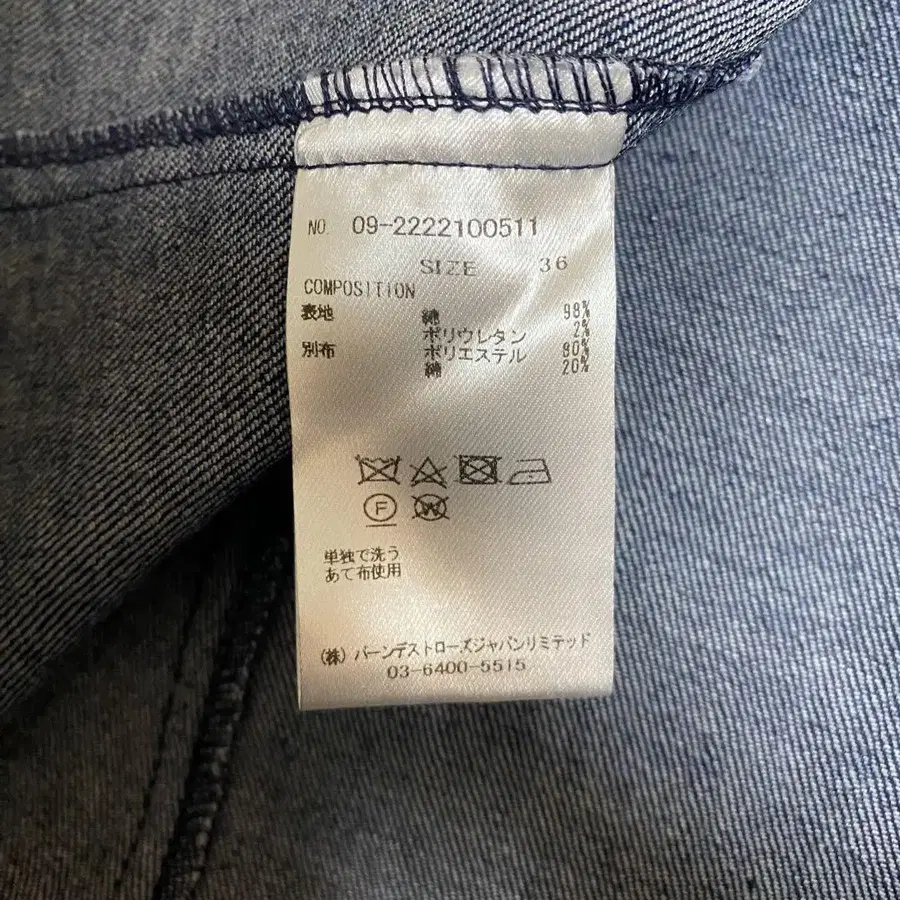 NO. 09-2222100511
SIZE 36
COMPOSITION
表地 綿 98%
ポリウレタン 2%
別布 ポリエステル 80%
綿 20%
F W
単独で洗う
あて布使用
(株) バーンデストローズジャパンリミテッド
03-6400-5515